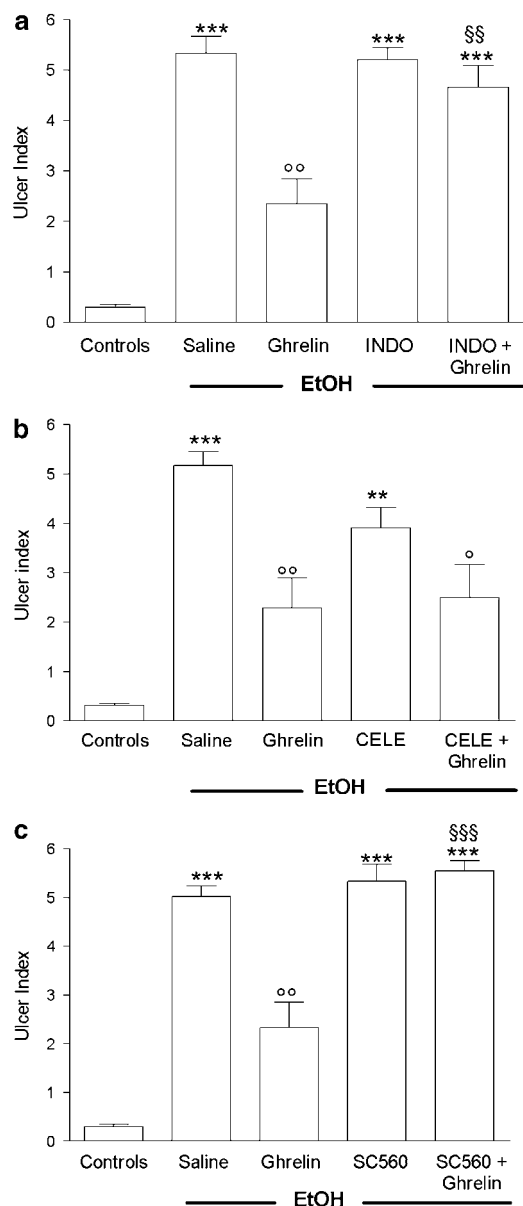 a
6
5
4
3
2
1
0
Ulcer Index
***
°°
***
§§
***
Controls Saline Ghrelin INDO INDO +
Ghrelin
EtOH
b
6
5
4
3
2
1
0
Ulcer index
***
°°
**
°
Controls Saline Ghrelin CELE CELE +
Ghrelin
EtOH
c
6
5
4
3
2
1
0
Ulcer Index
***
°°
***
§§§
***
Controls Saline Ghrelin SC560 SC560 +
Ghrelin
EtOH